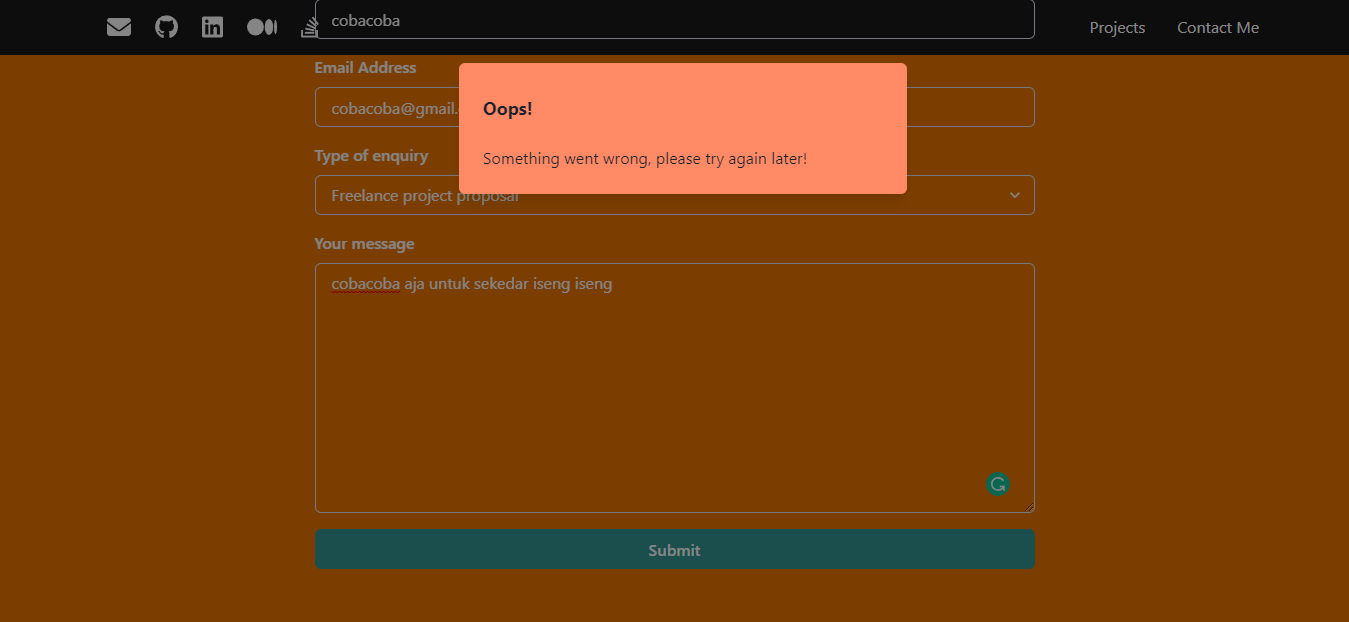 cobacoba
Projects
Contact Me
Email Address
cobacoba@gmail.
Oops!
Something went wrong, please try again later!
Type of enquiry
Freelance project proposal
Your message
cobacoba aja untuk sekedar iseng iseng
Submit